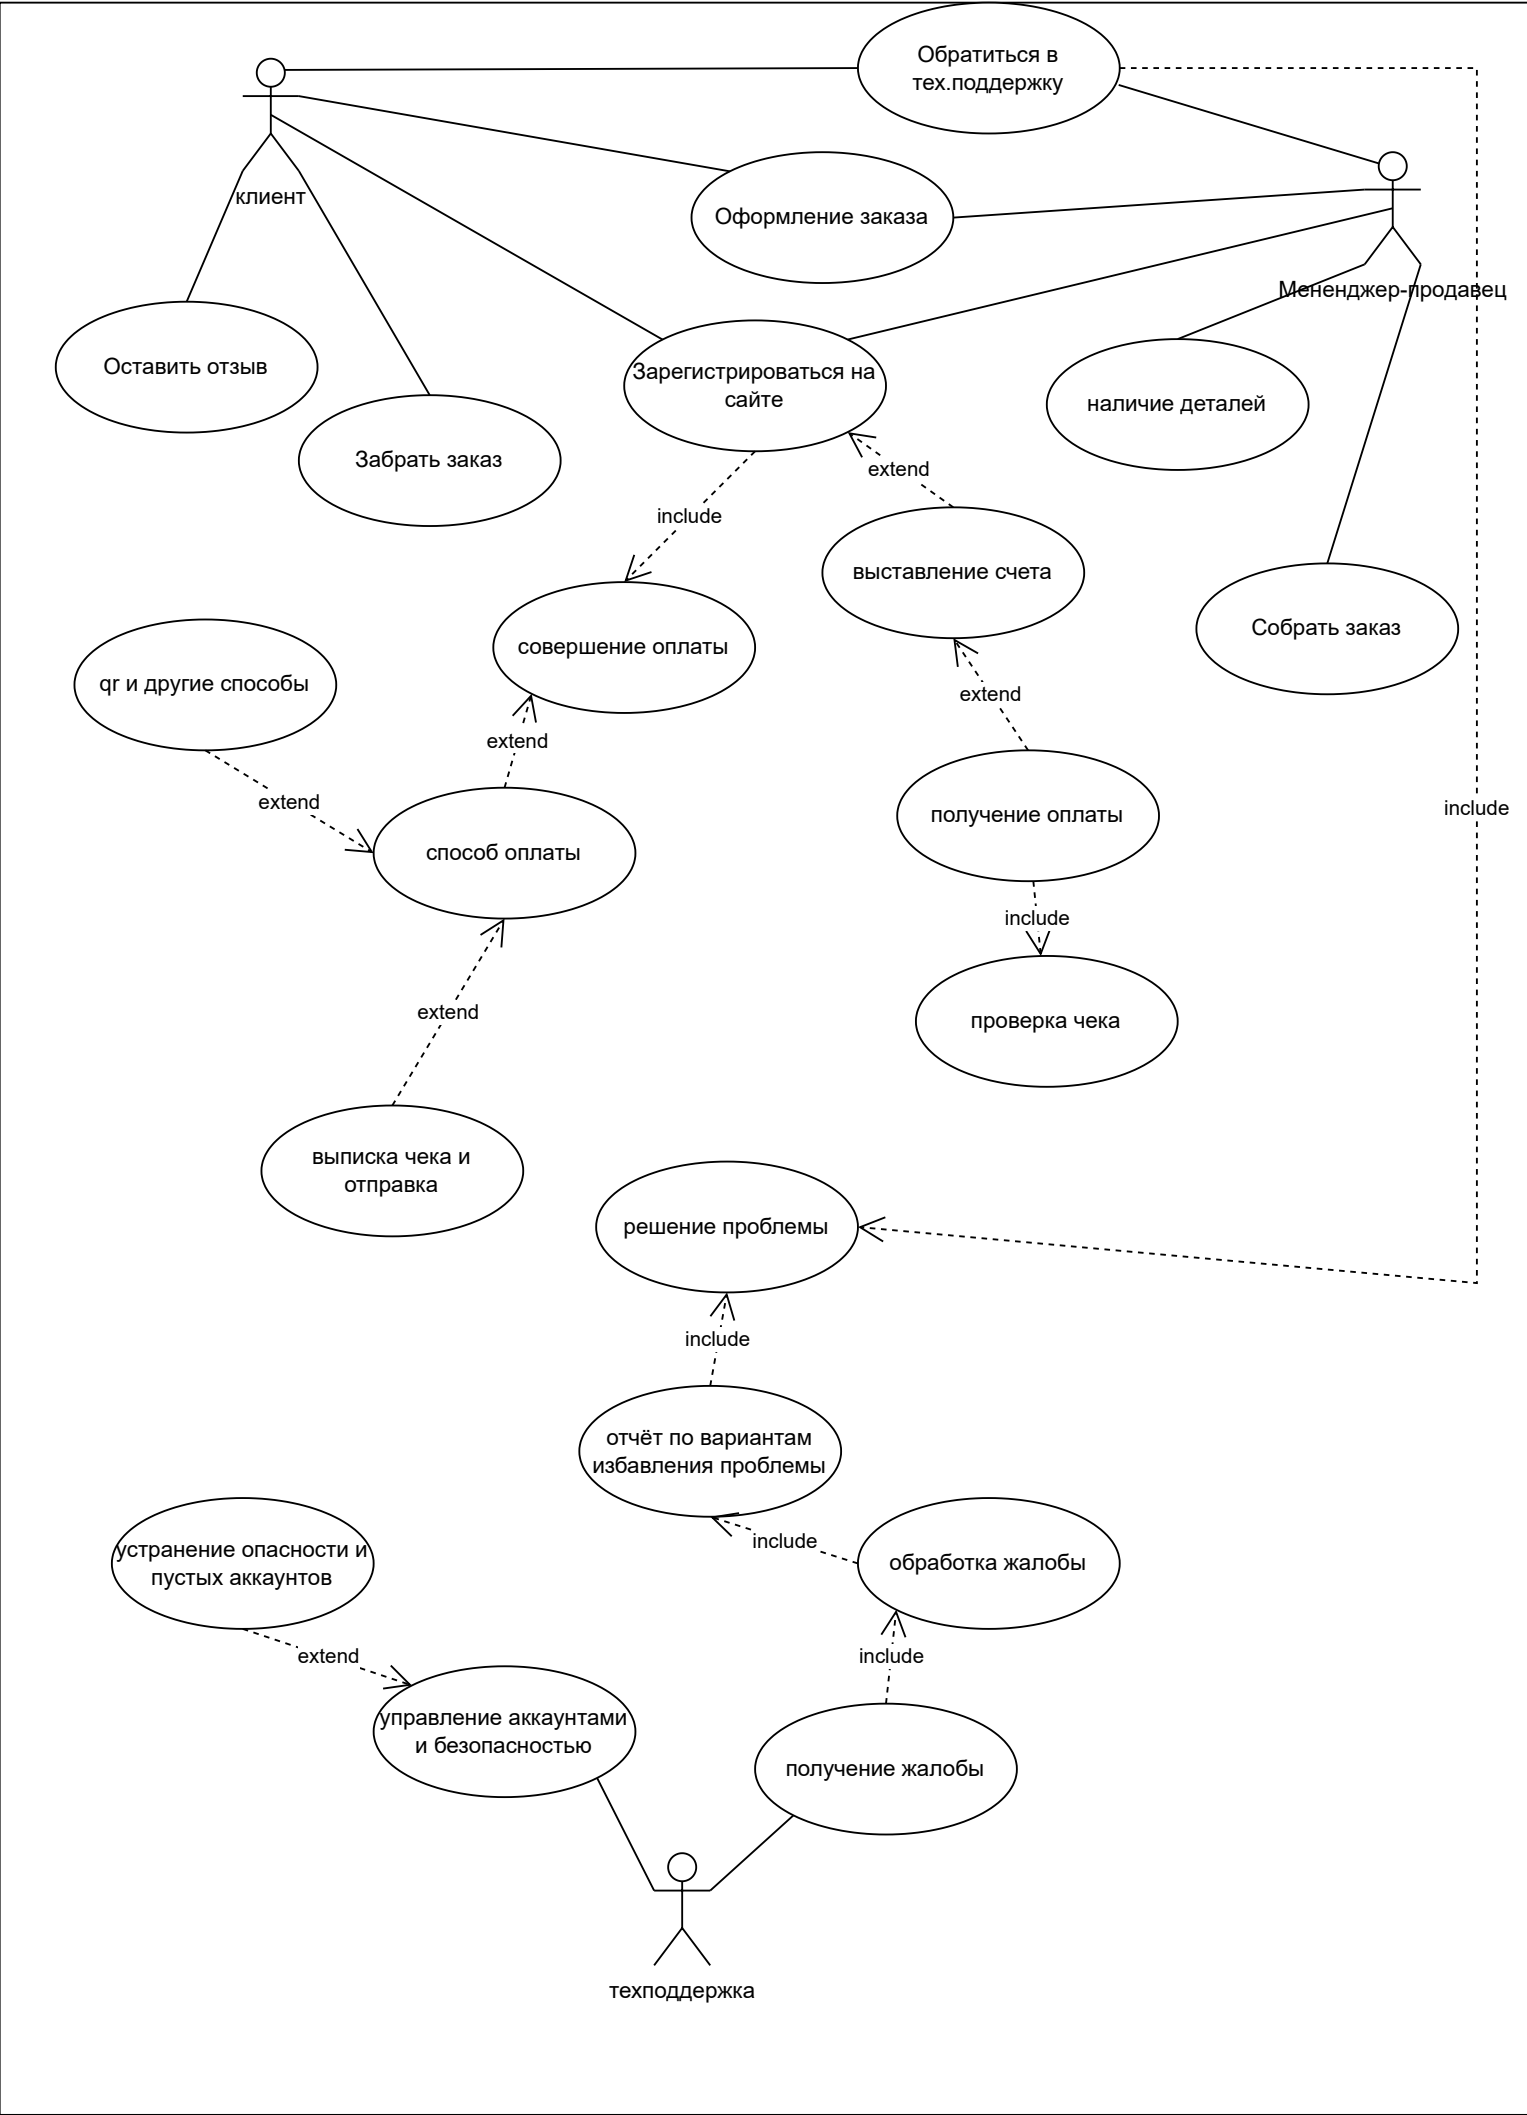 Обратиться в
тех.поддержку
клиент
Оформление заказа
Мененджер-продавец
Оставить отзыв
Зарегистрироваться на
сайте
наличие деталей
Забрать заказ
extend
include
выставление счета
Собрать заказ
совершение оплаты
qr и другие способы
extend
extend
extend
include
получение оплаты
способ оплаты
include
extend
проверка чека
выписка чека и
отправка
решение проблемы
include
отчёт по вариантам
избавления проблемы
include
устранение опасности и
пустых аккаунтов
обработка жалобы
extend
include
управление аккаунтами
и безопасностью
получение жалобы
техподдержка